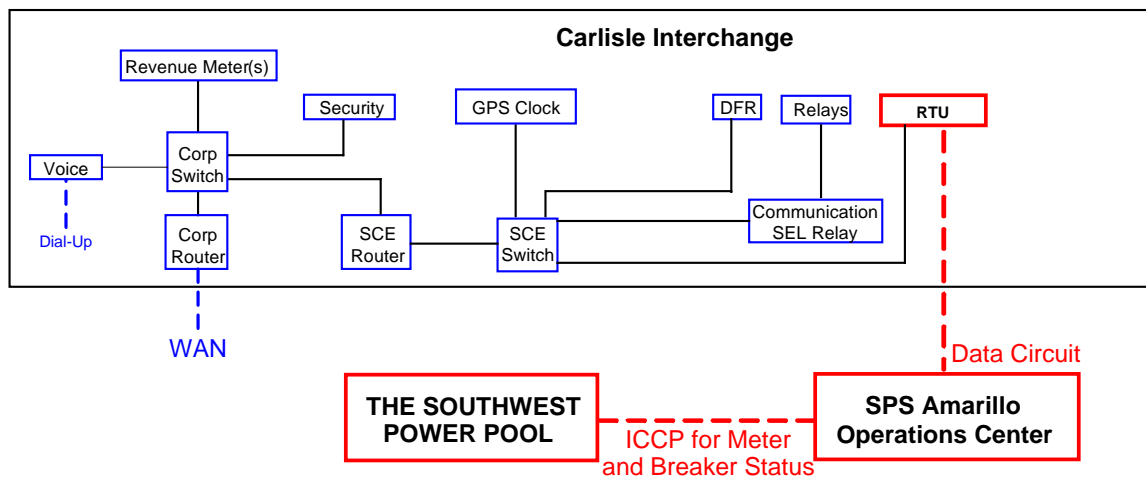 Carlisle Interchange
Revenue Meter(s)
Security
GPS Clock
DFR
Relays
RTU
Voice
Corp
Switch
Dial-Up
Corp
Router
SCE
Router
SCE
Switch
Communication
SEL Relay
WAN
Data Circuit
THE SOUTHWEST
POWER POOL
ICCP for Meter
and Breaker Status
SPS Amarillo
Operations Center